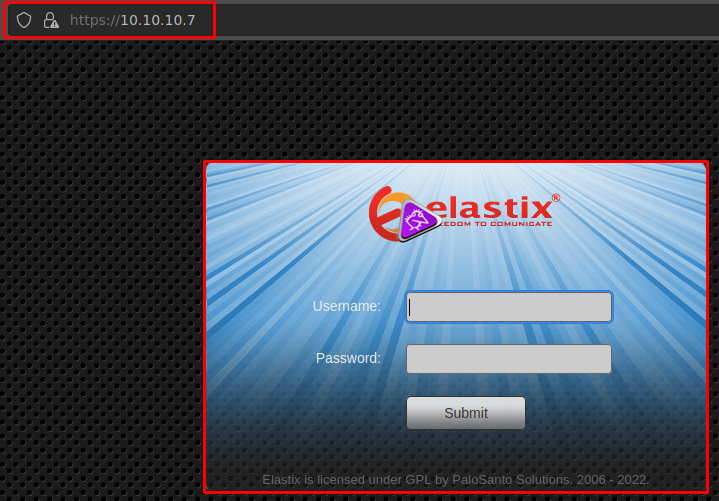 https://10.10.10.7
elastix®
EDOM TO COMUNICATE
Username:
Password:
Submit
Elastix is licensed under GPL by PaloSanto Solutions. 2006 - 2022.